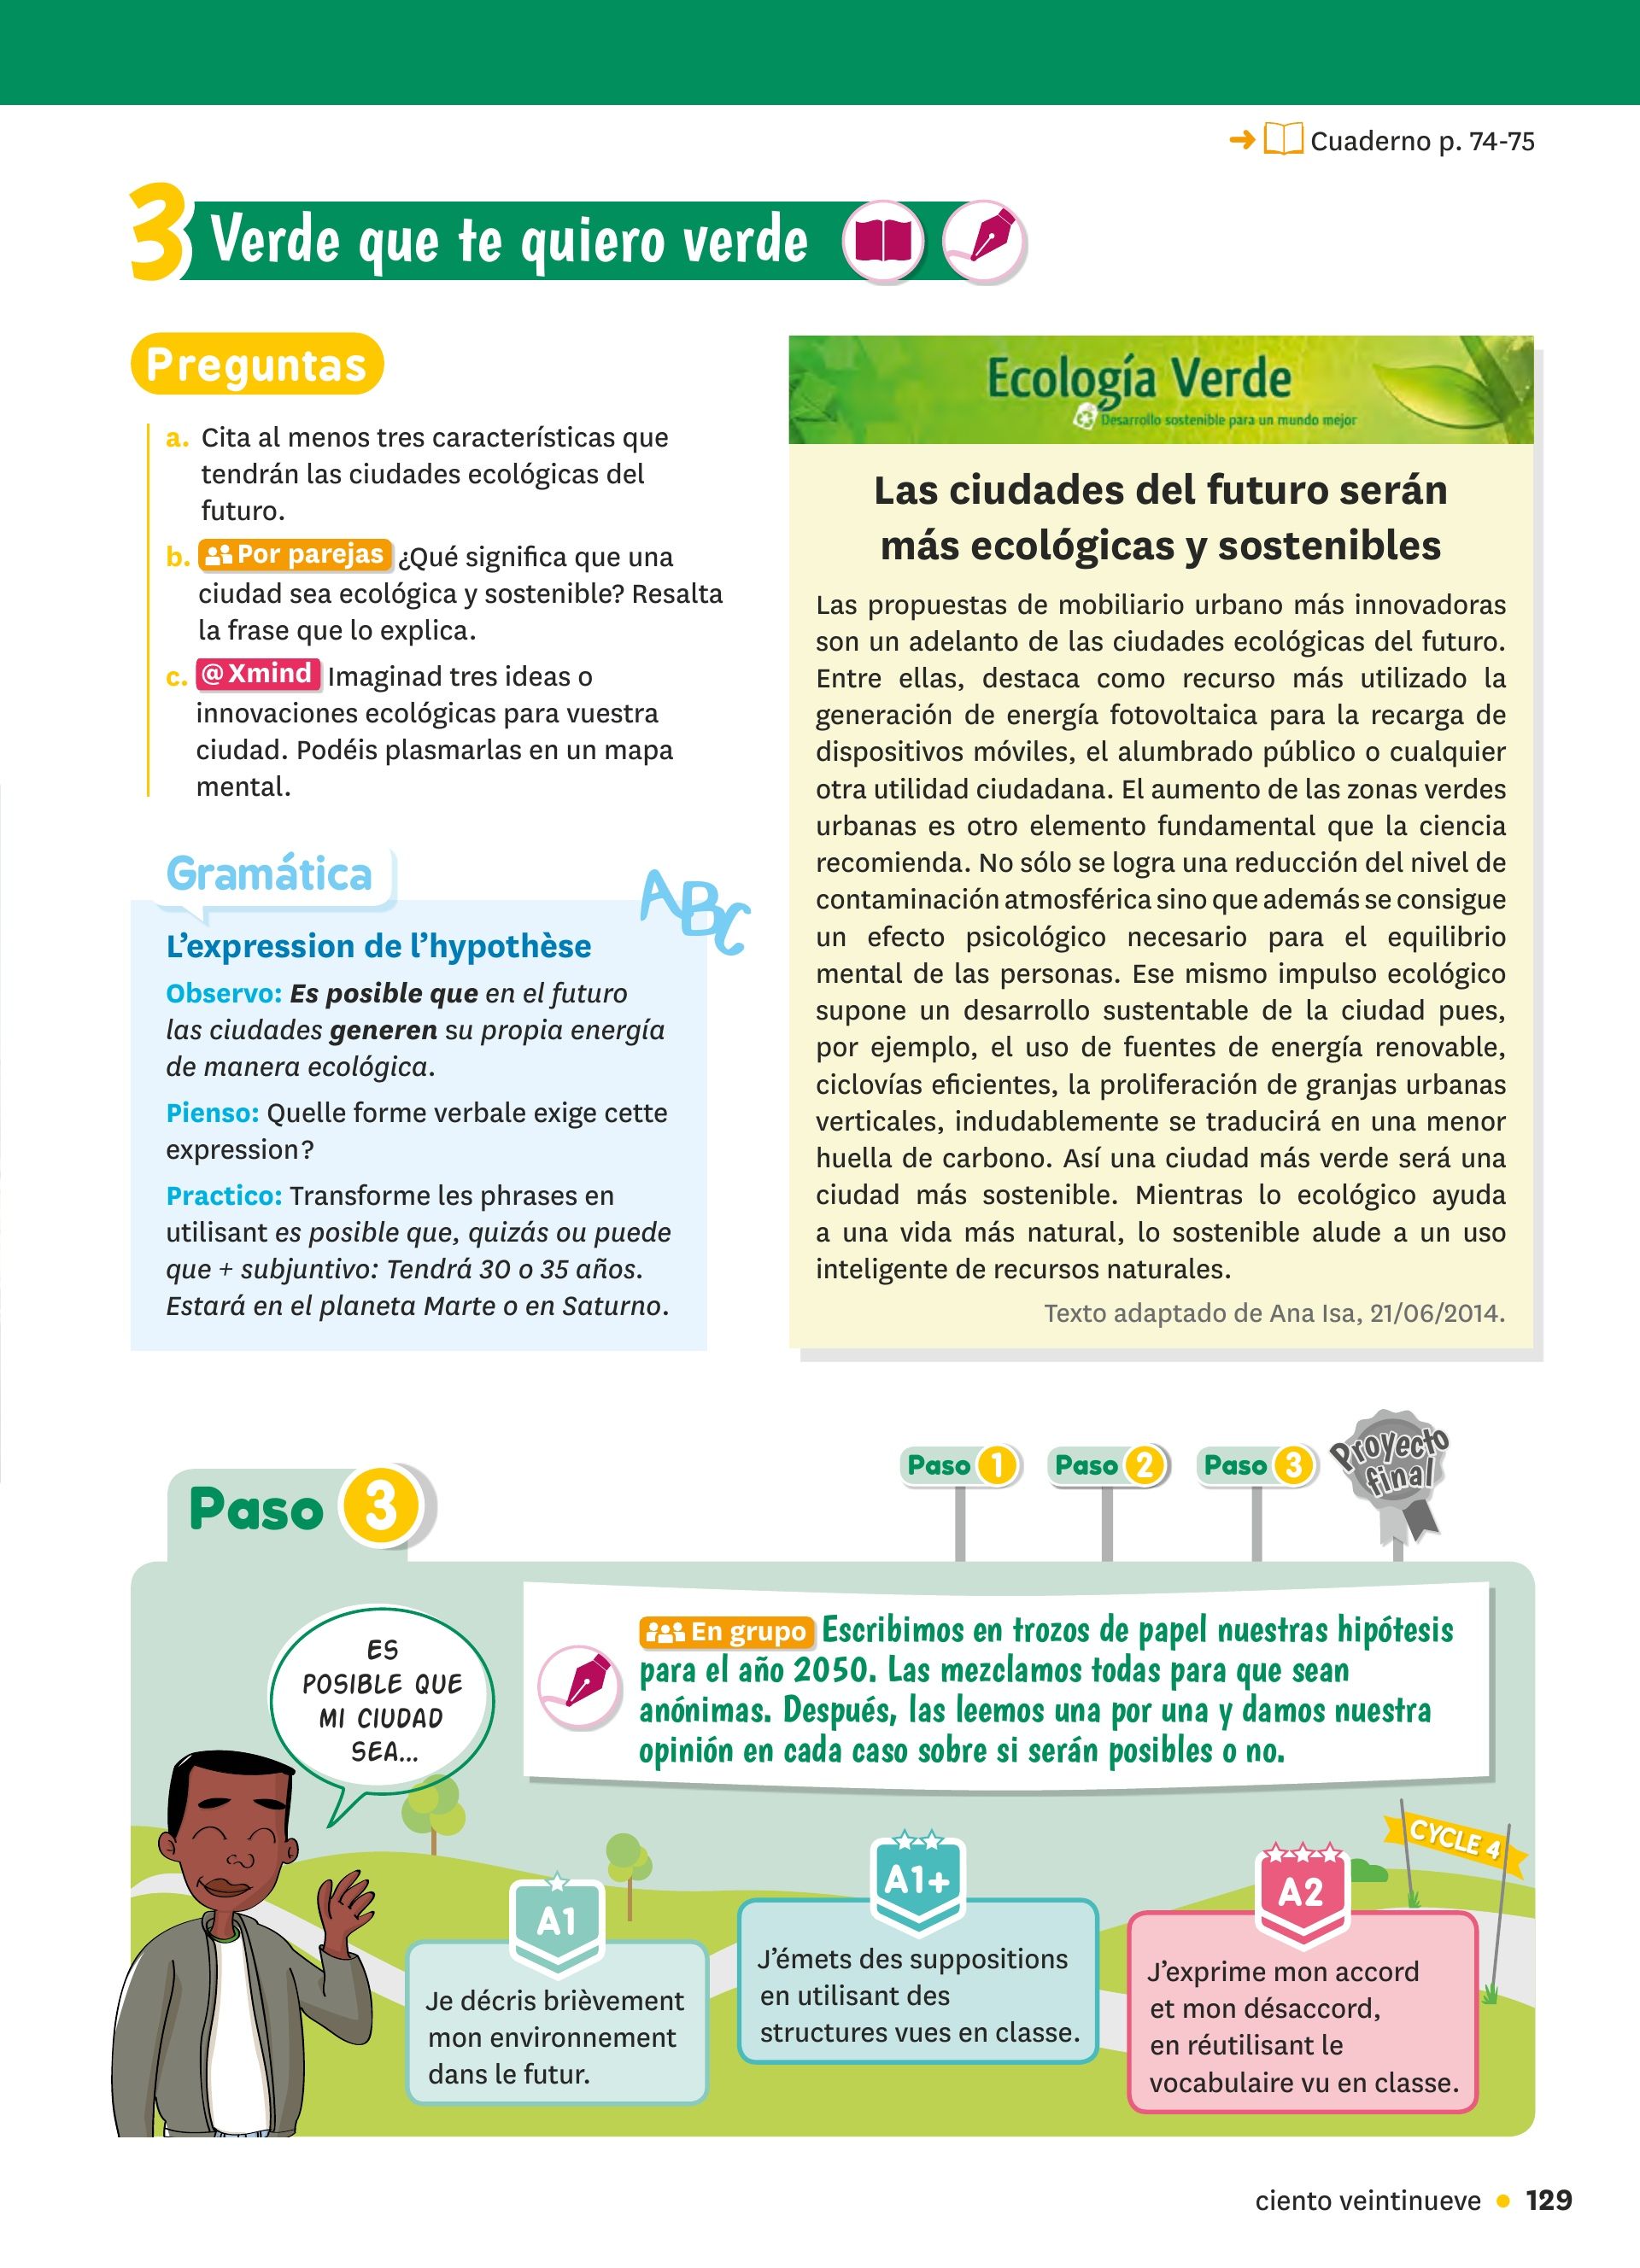 Cuaderno p. 74-75
3 Verde que te quiero verde
Preguntas
a. Cita al menos tres características que
tendrán las ciudades ecológicas del
futuro.
b. Por parejas ¿Qué significa que una
ciudad sea ecológica y sostenible? Resalta
la frase que lo explica.
c. @Xmind Imaginad tres ideas o
innovaciones ecológicas para vuestra
ciudad. Podéis plasmarlas en un mapa
mental.
Gramática
ABC
L'expression de l'hypothèse
Observo: Es posible que en el futuro
las ciudades generen su propia energía
de manera ecológica.
Pienso: Quelle forme verbale exige cette
expression?
Practico: Transforme les phrases en
utilisant es posible que, quizás ou puede
que + subjuntivo: Tendrá 30 o 35 años.
Estará en el planeta Marte o en Saturno.
Ecología Verde
Desarrollo sostenible para un mundo mejor
Las ciudades del futuro serán
más ecológicas y sostenibles
Las propuestas de mobiliario urbano más innovadoras
son un adelanto de las ciudades ecológicas del futuro.
Entre ellas, destaca como recurso más utilizado la
generación de energía fotovoltaica para la recarga de
dispositivos móviles, el alumbrado público o cualquier
otra utilidad ciudadana. El aumento de las zonas verdes
urbanas es otro elemento fundamental que la ciencia
recomienda. No sólo se logra una reducción del nivel de
contaminación atmosférica sino que además se consigue
un efecto psicológico necesario para el equilibrio
mental de las personas. Ese mismo impulso ecológico
supone un desarrollo sustentable de la ciudad pues,
por ejemplo, el uso de fuentes de energía renovable,
ciclovías eficientes, la proliferación de granjas urbanas
verticales, indudablemente se traducirá en una menor
huella de carbono. Así una ciudad más verde será una
ciudad más sostenible. Mientras lo ecológico ayuda
a una vida más natural, lo sostenible alude a un uso
inteligente de recursos naturales.
Texto adaptado de Ana Isa, 21/06/2014.
Paso 1
Paso 2
Paso 3
Proyecto
final
Paso 3
ES
POSIBLE QUE
MI CIUDAD
SEA...
En grupo Escribimos en trozos de papel nuestras hipótesis
para el año 2050. Las mezclamos todas para que sean
anónimas. Después, las leemos una por una y damos nuestra
opinión en cada caso sobre si serán posibles o no.
CYCLE 4
A1
Je décris brièvement
mon environnement
dans le futur.
A1+
J'émets des suppositions
en utilisant des
structures vues en classe.
A2
J'exprime mon accord
et mon désaccord,
en réutilisant le
vocabulaire vu en classe.
ciento veintinueve • 129